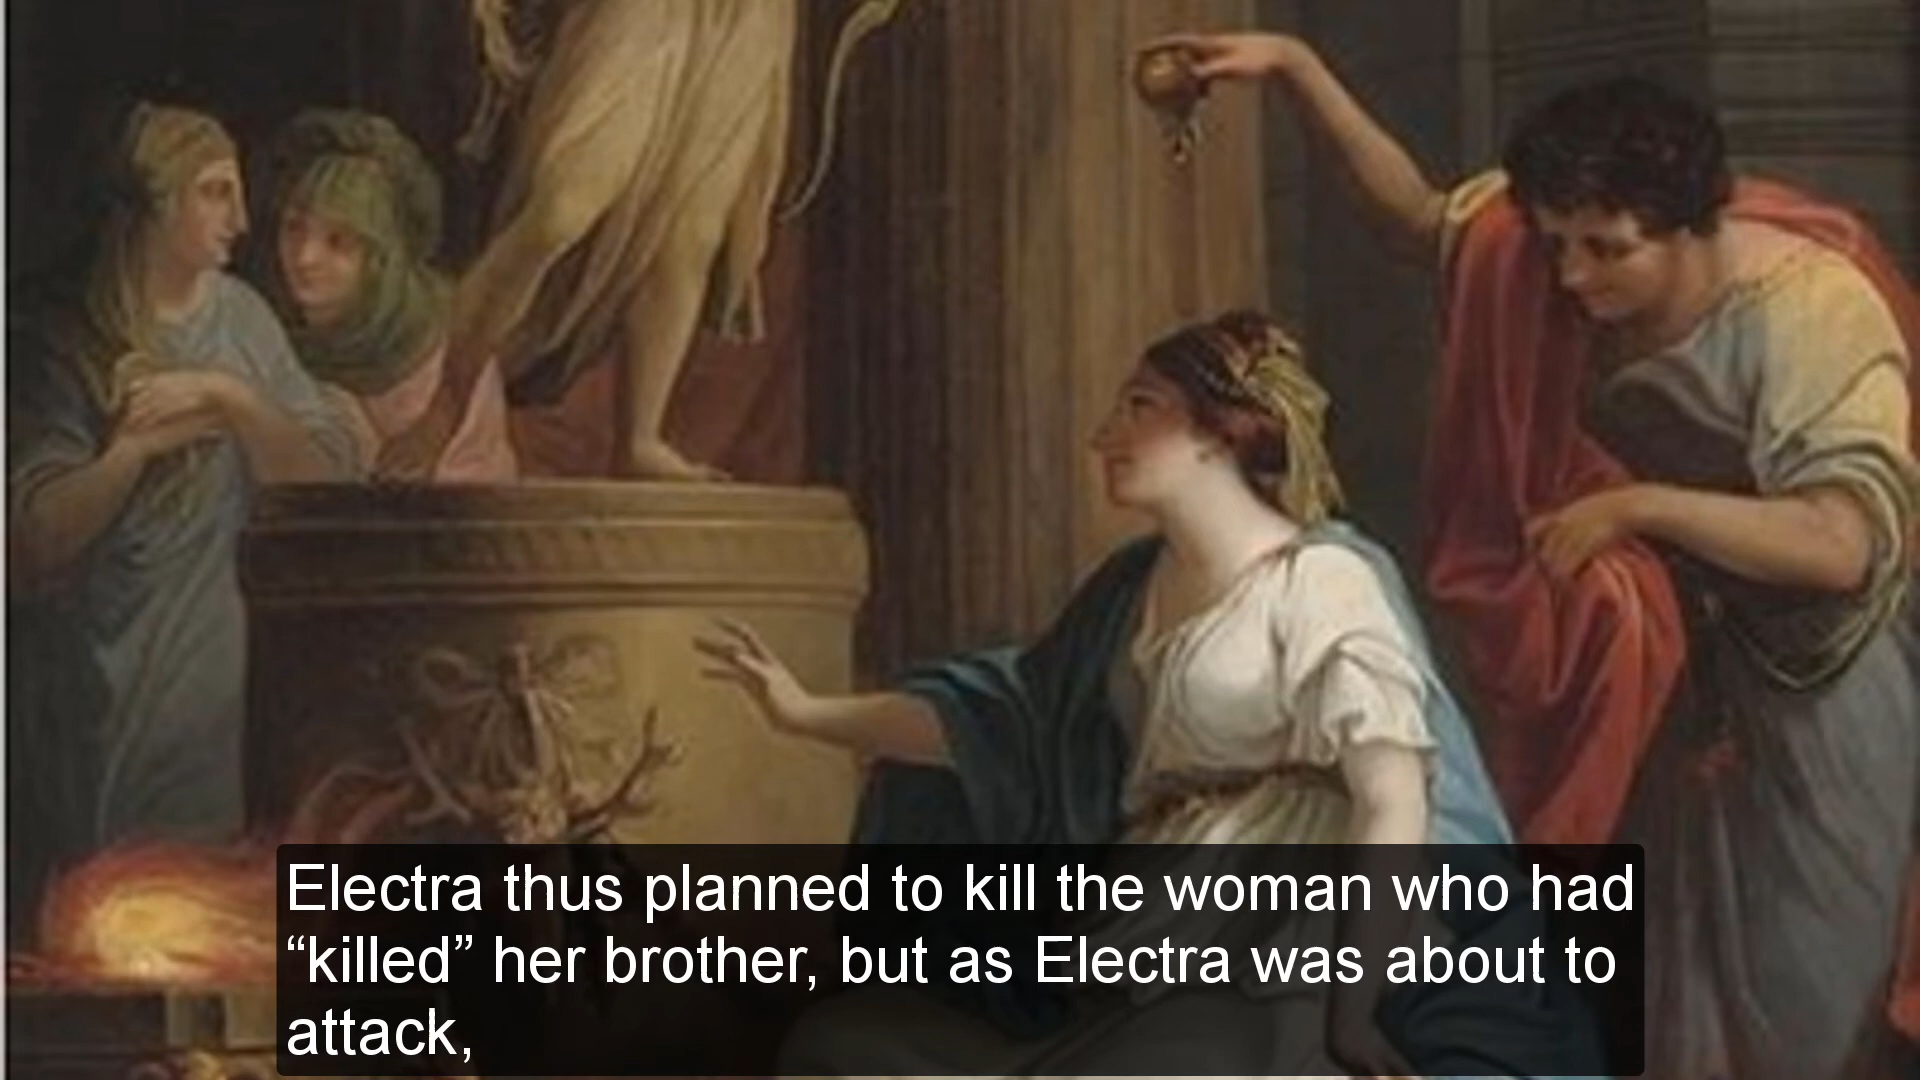 Electra thus planned to kill the woman who had
“killed” her brother, but as Electra was about to
attack,